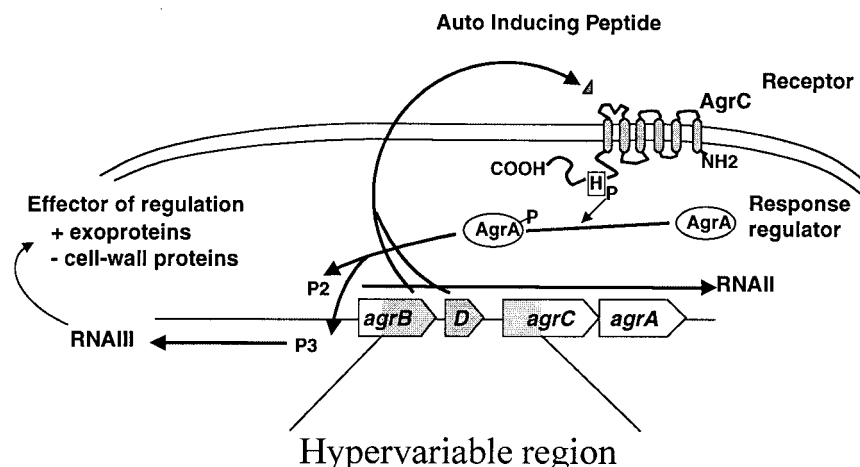 Auto Inducing Peptide
Receptor
AgrC
NH2
COOH
H
P
Effector of regulation
+ exoproteins
- cell-wall proteins
AgrA
P
AgrA
Response
regulator
P2
RNAII
agrB
D
agrC
agrA
RNAIII
P3
Hypervariable region